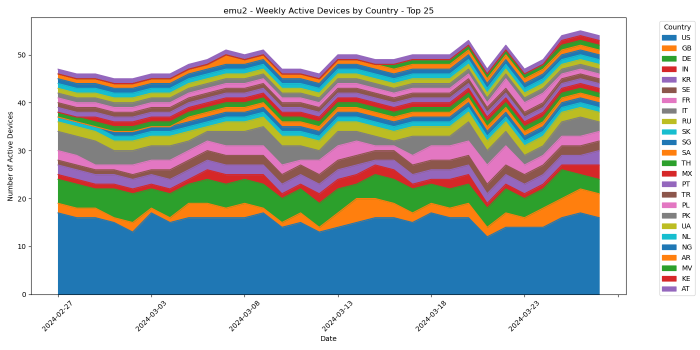 emu2 - Weekly Active Devices by Country - Top 25
Number of Active Devices
50
40
30
20
10
0
2024-02-27
2024-03-03
2024-03-08
2024-03-13
2024-03-18
2024-03-23
Date
Country
US
GB
DE
IN
KR
SE
FR
IT
RU
SK
SG
SA
TH
MX
PT
TR
PL
PK
UA
NL
NG
AR
MV
KE
AT